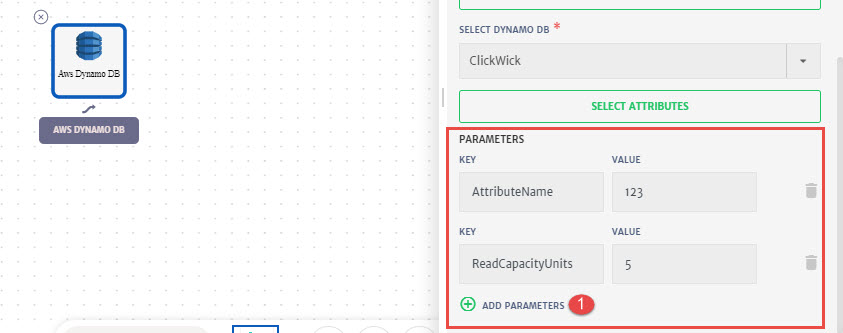 Aws Dynamo DB
AWS DYNAMO DB
SELECT DYNAMO DB *
ClickWick
SELECT ATTRIBUTES
PARAMETERS
KEY VALUE
AttributeName 123
KEY VALUE
ReadCapacityUnits 5
ADD PARAMETERS 1